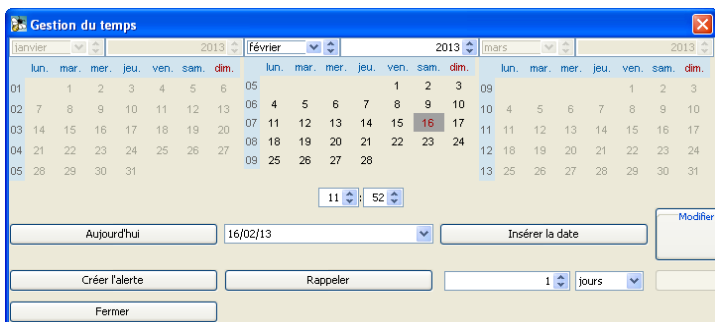 Gestion du temps
janvier 2013 février 2013 mars 2013
lun. mar. mer. jeu. ven. sam. dim. lun. mar. mer. jeu. ven. sam. dim. lun. mar. mer. jeu. ven. sam. dim.
01 1 2 3 4 5 6 05 1 2 3 09 1 2 3
02 7 8 9 10 11 12 13 06 4 5 6 7 8 9 10 10 4 5 6 7 8 9 10
03 14 15 16 17 18 19 20 07 11 12 13 14 15 16 17 11 11 12 13 14 15 16 17
04 21 22 23 24 25 26 27 08 18 19 20 21 22 23 24 12 18 19 20 21 22 23 24
05 28 29 30 31 09 25 26 27 28 13 25 26 27 28 29 30 31
11 : 52
Modifier
Aujourd'hui 16/02/13 Insérer la date
Créer l'alerte Rappeler 1 jours
Fermer